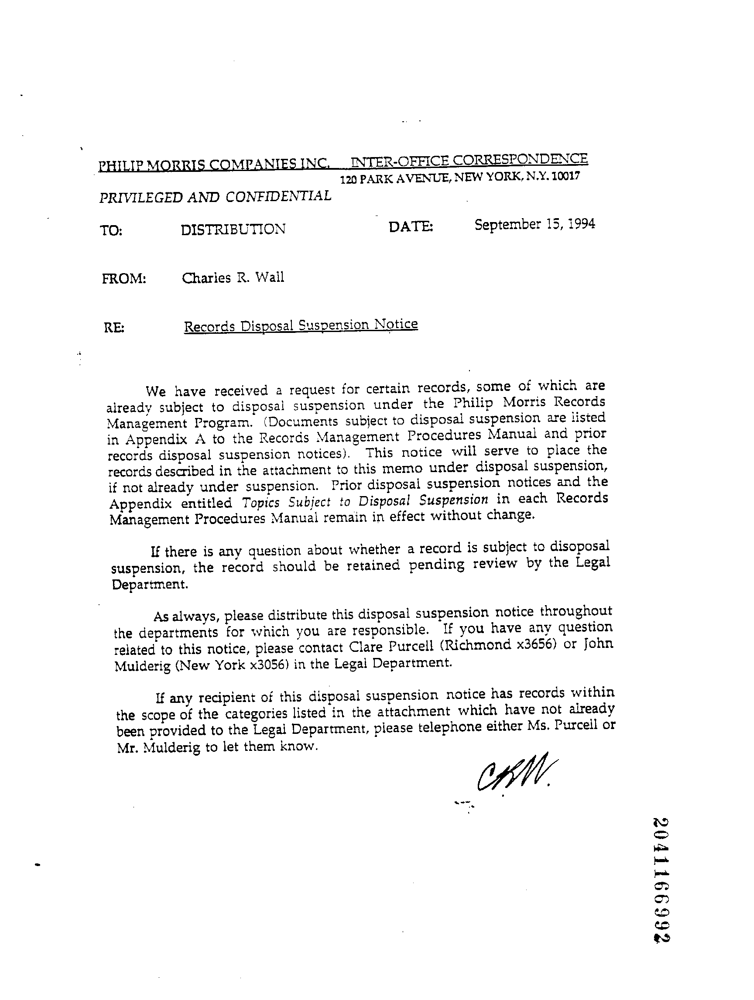 PHILIP MORRIS COMPANIES INC. INTER-OFFICE CORRESPONDENCE
120 PARK AVENUE, NEW YORK, N.Y. 10017
PRIVILEGED AND CONFIDENTIAL
TO: DISTRIBUTION DATE: September 15, 1994
FROM: Charles R. Wall
RE: Records Disposal Suspension Notice
We have received a request for certain records, some of which are
already subject to disposal suspension under the Philip Morris Records
Management Program. (Documents subject to disposal suspension are listed
in Appendix A to the Records Management Procedures Manual and prior
records disposal suspension notices). This notice will serve to place the
records described in the attachment to this memo under disposal suspension,
if not already under suspension. Prior disposal suspension notices and the
Appendix entitled Topics Subject to Disposal Suspension in each Records
Management Procedures Manual remain in effect without change.
If there is any question about whether a record is subject to disoposal
suspension, the record should be retained pending review by the Legal
Department.
As always, please distribute this disposal suspension notice throughout
the departments for which you are responsible. If you have any question
related to this notice, please contact Clare Purcell (Richmond x3656) or John
Mulderig (New York x3056) in the Legal Department.
If any recipient of this disposal suspension notice has records within
the scope of the categories listed in the attachment which have not already
been provided to the Legal Department, please telephone either Ms. Purcell or
Mr. Mulderig to let them know.
CRW.
2041166992